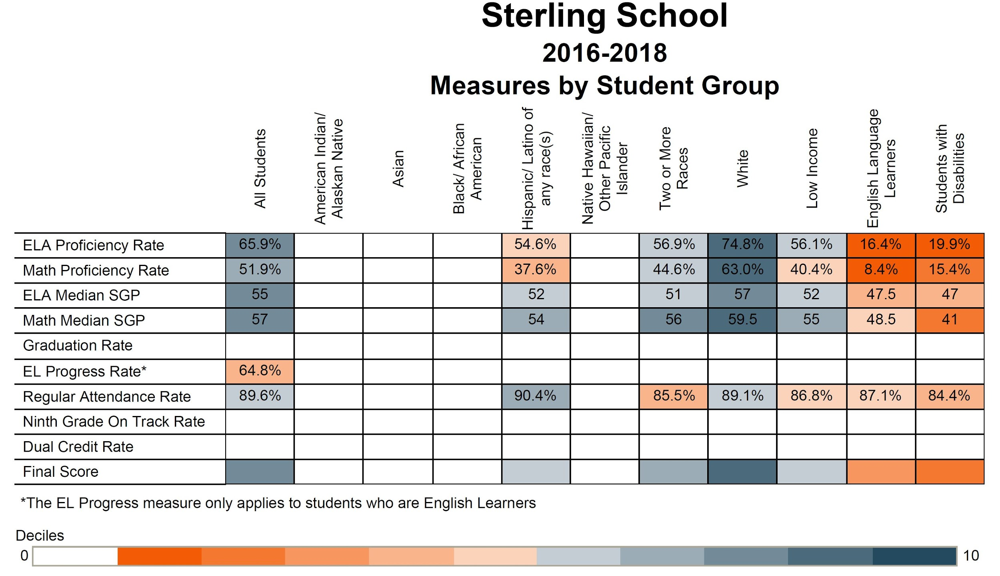 Sterling School
2016-2018
Measures by Student Group
All Students
American Indian/
Alaskan Native
Asian
Black/ African
American
Hispanic/ Latino of
any race(s)
Native Hawaiian/
Other Pacific
Islander
Two or More
Races
White
Low Income
English Language
Learners
Students with
Disabilities
ELA Proficiency Rate 65.9% 54.6% 56.9% 74.8% 56.1% 16.4% 19.9%
Math Proficiency Rate 51.9% 37.6% 44.6% 63.0% 40.4% 8.4% 15.4%
ELA Median SGP 55 52 51 57 52 47.5 47
Math Median SGP 57 54 56 59.5 55 48.5 41
Graduation Rate
EL Progress Rate* 64.8%
Regular Attendance Rate 89.6% 90.4% 85.5% 89.1% 86.8% 87.1% 84.4%
Ninth Grade On Track Rate
Dual Credit Rate
Final Score
*The EL Progress measure only applies to students who are English Learners
Deciles
0 10